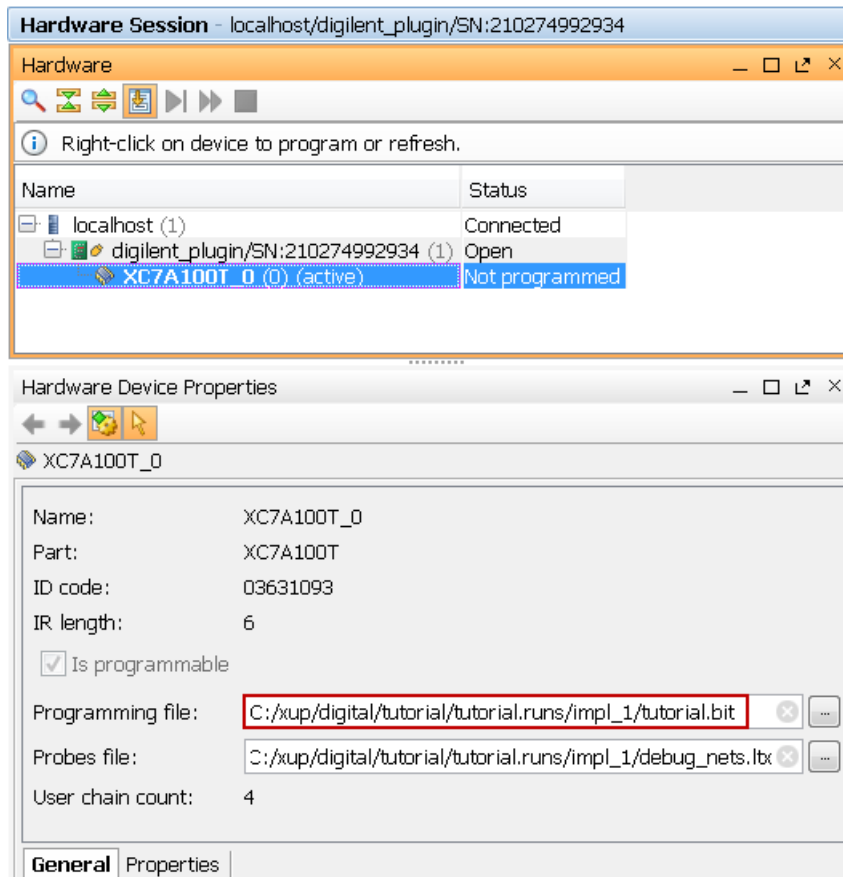 Hardware Session - localhost/digilent_plugin/SN:210274992934
Hardware
Right-click on device to program or refresh.
Name Status
localhost (1) Connected
digilent_plugin/SN:210274992934 (1) Open
XC7A100T_0 (0) (active) Not programmed
Hardware Device Properties
XC7A100T_0
Name: XC7A100T_0
Part: XC7A100T
ID code: 03631093
IR length: 6
Is programmable
Programming file: C:/xup/digital/tutorial/tutorial.runs/impl_1/tutorial.bit ...
Probes file: C:/xup/digital/tutorial/tutorial.runs/impl_1/debug_nets.ltx ...
User chain count: 4
General Properties